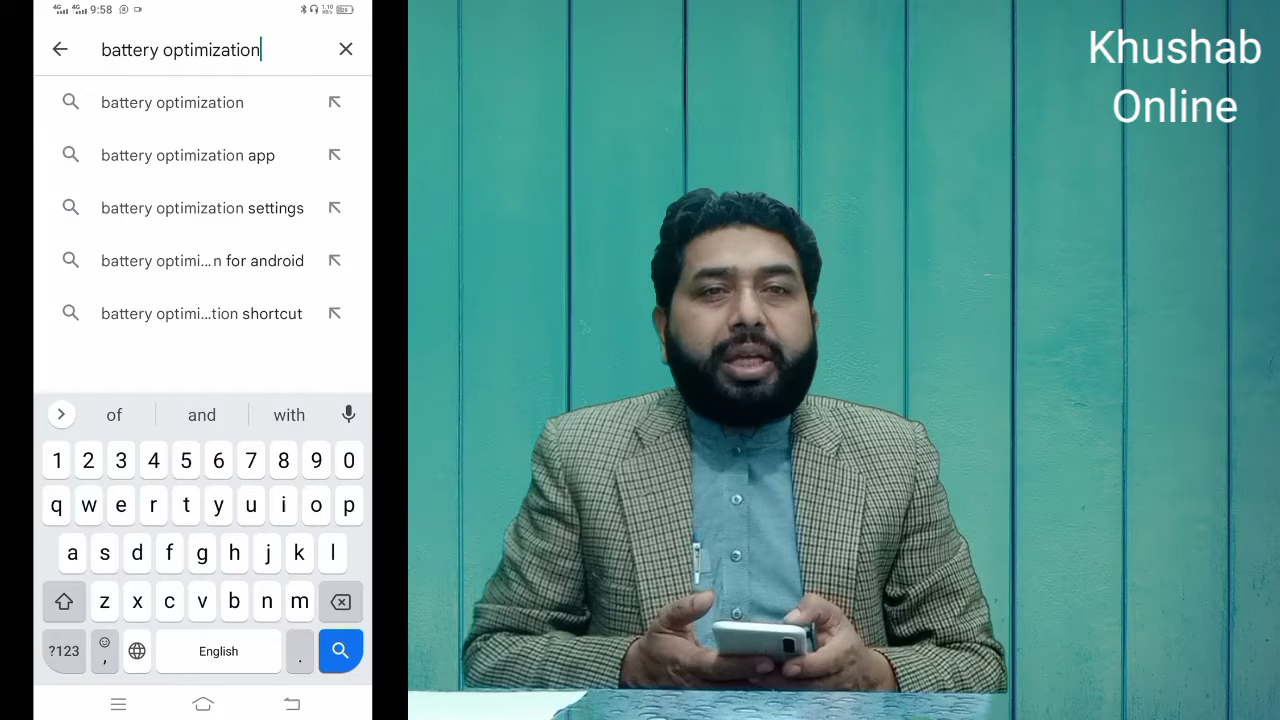 9:58
battery optimization
battery optimization
battery optimization app
battery optimization settings
battery optimi...n for android
battery optimi...tion shortcut
of and with
1 2 3 4 5 6 7 8 9 0
q w e r t y u i o p
a s d f g h j k l
z x c v b n m
?123 , English .
Khushab
Online